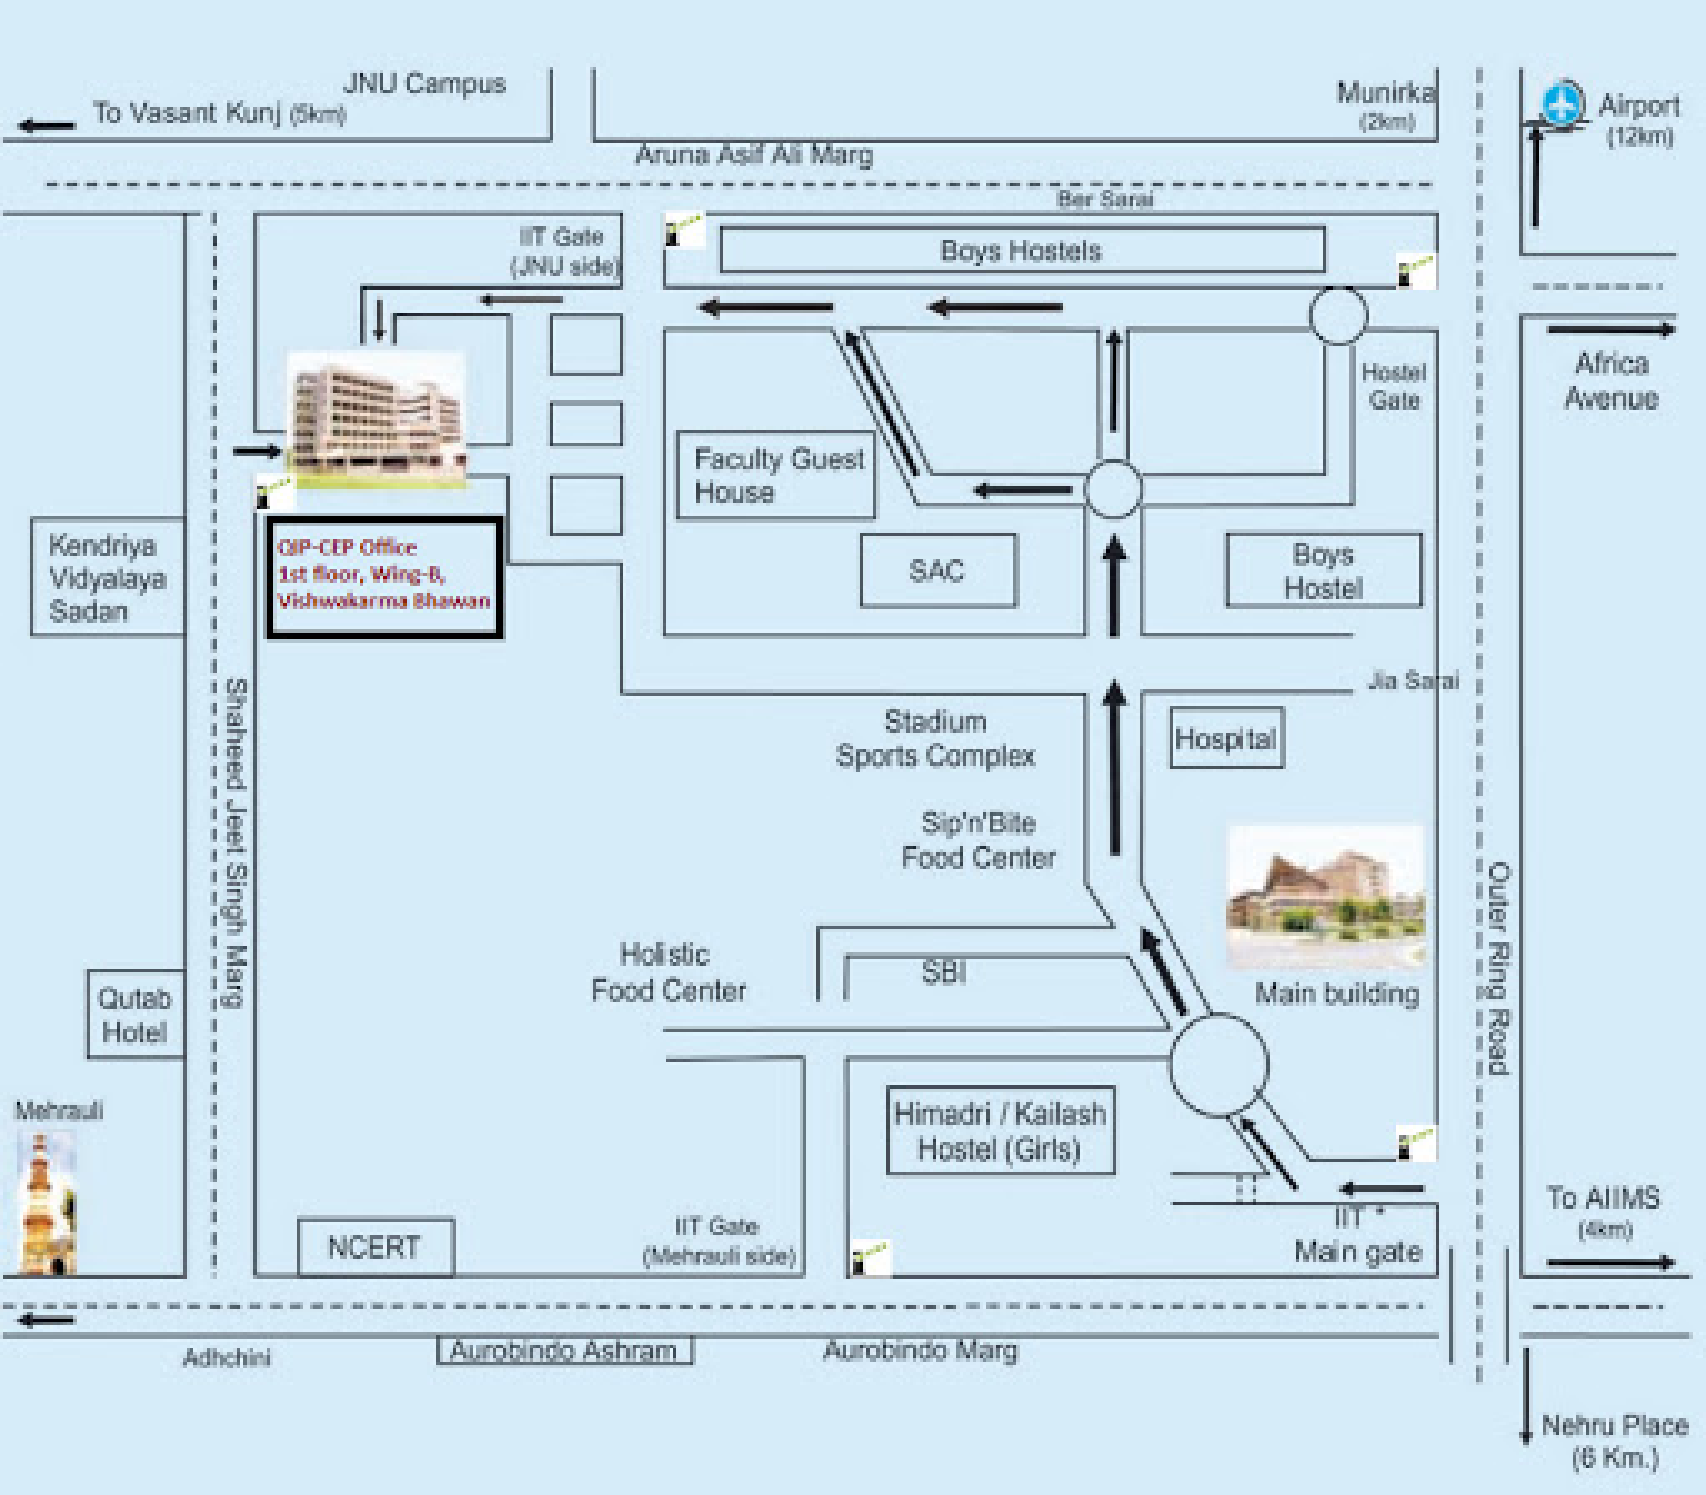 JNU Campus
To Vasant Kunj (5km)
Munirka
(2km)
Airport
(12km)
Aruna Asif Ali Marg
Ber Sarai
IIT Gate
(JNU side)
Boys Hostels
Africa
Avenue
Hostel
Gate
Faculty Guest
House
SAC
Boys
Hostel
Kendriya
Vidyalaya
Sadan
QIP-CEP Office
1st floor, Wing-B,
Vishwakarma Bhawan
Jia Sarai
Shaheed Jeet Singh Marg
Stadium
Sports Complex
Hospital
Sip'n'Bite
Food Center
Outer Ring Road
Holistic
Food Center
SBI
Main building
Qutab
Hotel
Mehrauli
Himadri / Kailash
Hostel (Girls)
To AIIMS
(4km)
NCERT
IIT Gate
(Mehrauli side)
IIT *
Main gate
Adhchini
Aurobindo Ashram
Aurobindo Marg
Nehru Place
(6 Km.)